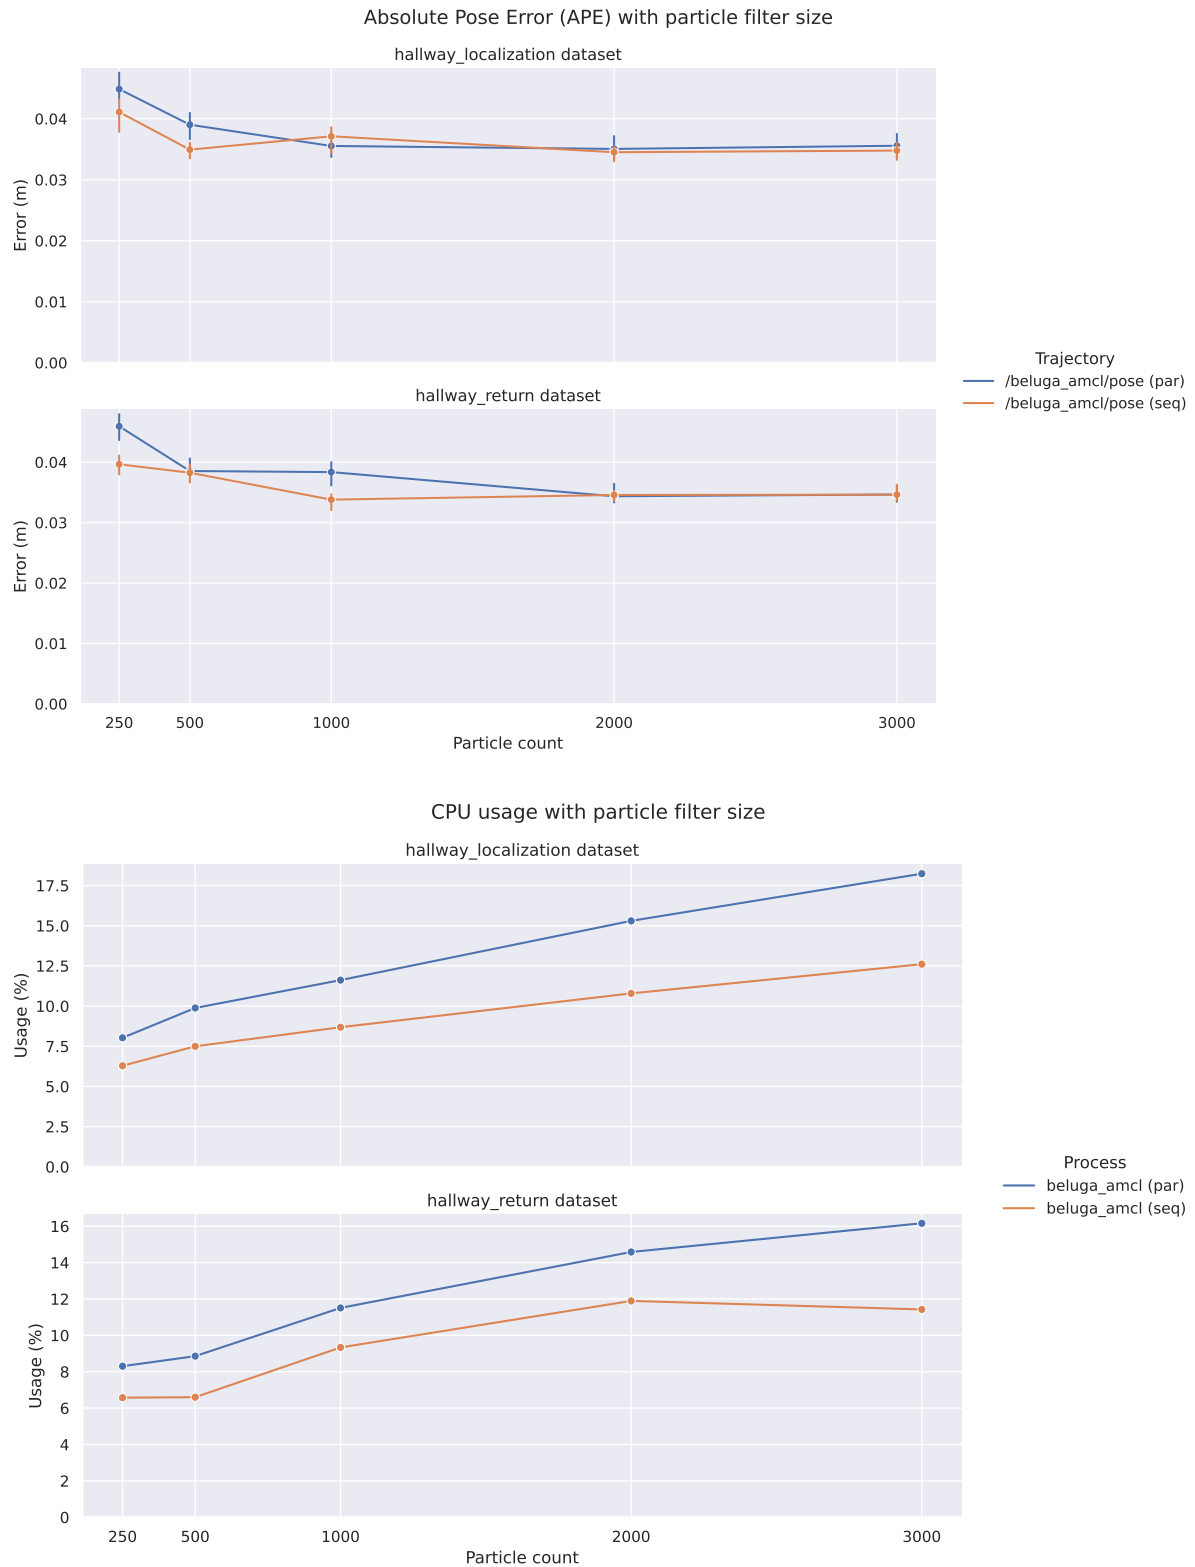 Absolute Pose Error (APE) with particle filter size
hallway_localization dataset
0.04
0.03
0.02
0.01
0.00
Error (m)
hallway_return dataset
0.04
0.03
0.02
0.01
0.00
Error (m)
250 500 1000 2000 3000
Particle count
Trajectory
/beluga_amcl/pose (par)
/beluga_amcl/pose (seq)
CPU usage with particle filter size
hallway_localization dataset
17.5
15.0
12.5
10.0
7.5
5.0
2.5
0.0
Usage (%)
hallway_return dataset
16
14
12
10
8
6
4
2
0
Usage (%)
250 500 1000 2000 3000
Particle count
Process
beluga_amcl (par)
beluga_amcl (seq)